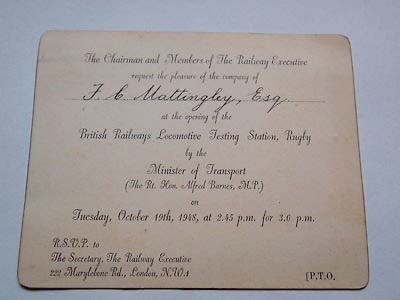 The Chairman and Members of The Railway Executive
request the pleasure of the company of
F. C. Mattingley, Esq.
at the opening of the
British Railways Locomotive Testing Station, Rugby
by the
Minister of Transport
(The Rt. Hon. Alfred Barnes, M.P.)
on
Tuesday, October 19th, 1948, at 2.45 p.m. for 3.0 p.m.
R.S.V.P. to
The Secretary, The Railway Executive
222 Marylebone Rd., London, N.W.1
[P.T.O.